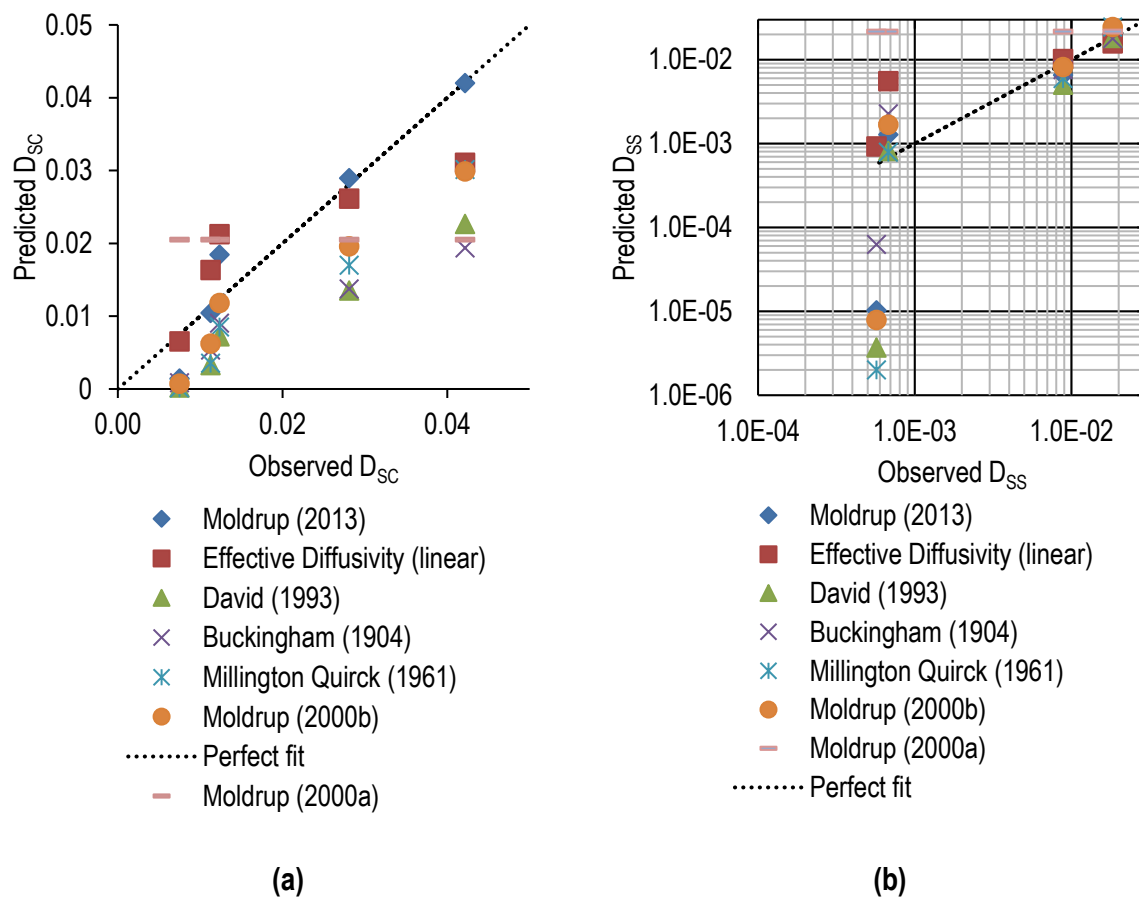 0.05
0.04
0.03
0.02
0.01
0
Predicted DSC
0.00
0.02
0.04
Observed DSC
Moldrup (2013)
Effective Diffusivity (linear)
David (1993)
Buckingham (1904)
Millington Quirck (1961)
Moldrup (2000b)
Perfect fit
Moldrup (2000a)
(a)
1.0E-02
1.0E-03
1.0E-04
1.0E-05
1.0E-06
Predicted DSS
1.0E-04
1.0E-03
1.0E-02
Observed DSS
Moldrup (2013)
Effective Diffusivity (linear)
David (1993)
Buckingham (1904)
Millington Quirck (1961)
Moldrup (2000b)
Moldrup (2000a)
Perfect fit
(b)